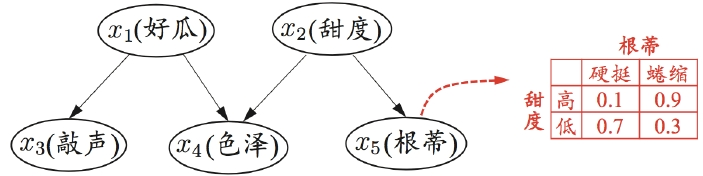 x₁(好瓜) x₂(甜度)
x₃(敲声) x₄(色泽) x₅(根蒂)
根蒂
硬挺 蜷缩
甜度
高 0.1 0.9
低 0.7 0.3